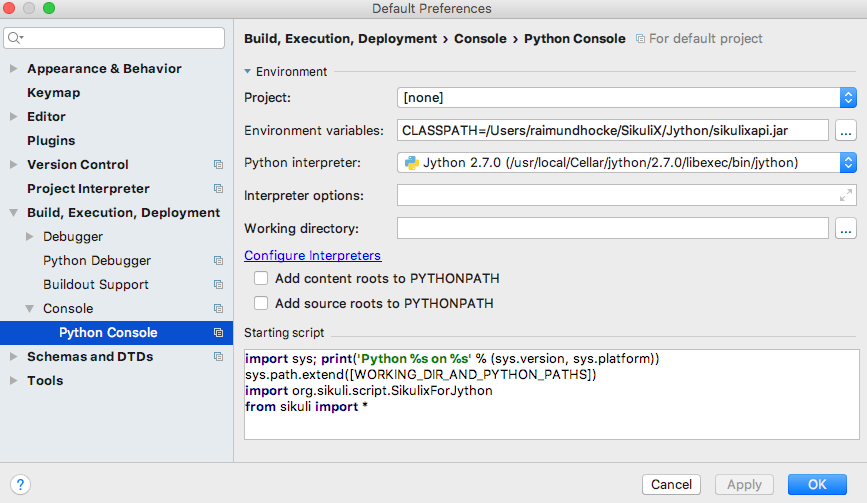 Default Preferences
Build, Execution, Deployment › Console › Python Console For default project
Appearance & Behavior
Keymap
Editor
Plugins
Version Control
Project Interpreter
Build, Execution, Deployment
Debugger
Python Debugger
Buildout Support
Console
Python Console
Schemas and DTDs
Tools
Environment
Project: [none]
Environment variables: CLASSPATH=/Users/raimundhocke/SikuliX/Jython/sikulixapi.jar ...
Python interpreter: Jython 2.7.0 (/usr/local/Cellar/jython/2.7.0/libexec/bin/jython)
Interpreter options:
Working directory: ...
Configure Interpreters
Add content roots to PYTHONPATH
Add source roots to PYTHONPATH
Starting script
import sys; print('Python %s on %s' % (sys.version, sys.platform))
sys.path.extend([WORKING_DIR_AND_PYTHON_PATHS])
import org.sikuli.script.SikulixForJython
from sikuli import *
? Cancel Apply OK